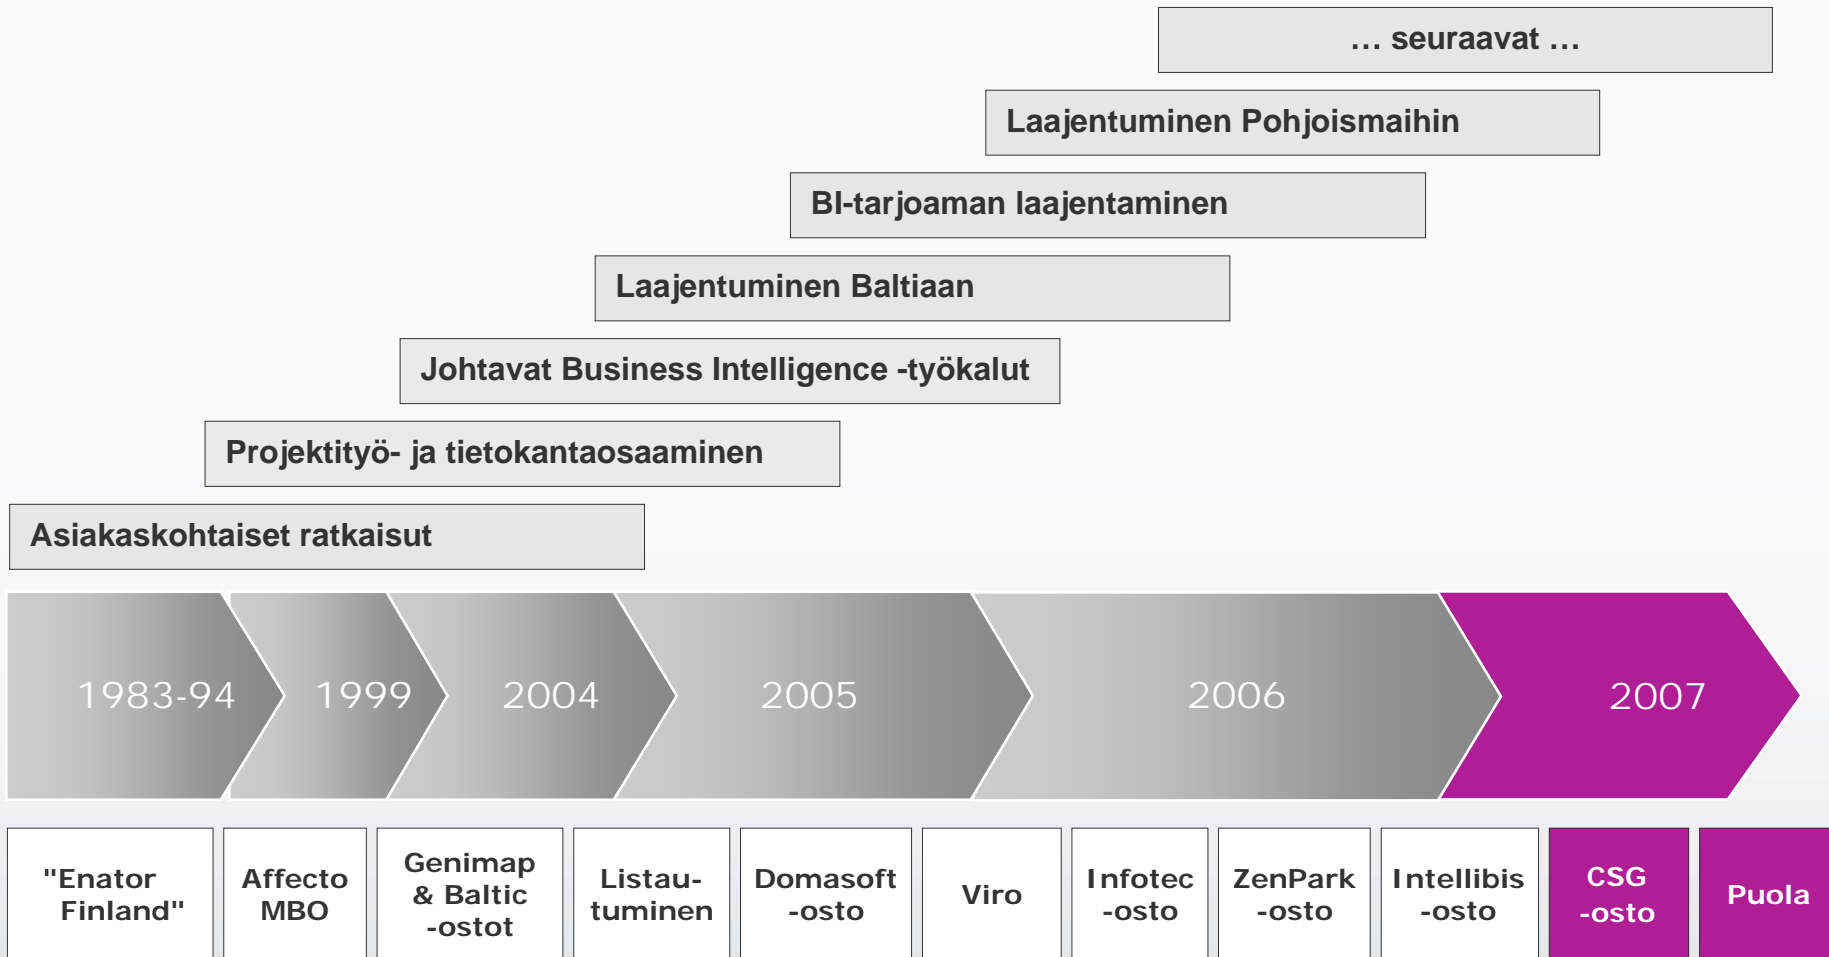 … seuraavat …
Laajentuminen Pohjoismaihin
BI-tarjoaman laajentaminen
Laajentuminen Baltiaan
Johtavat Business Intelligence -työkalut
Projektityö- ja tietokantaosaaminen
Asiakaskohtaiset ratkaisut
1983-94
1999
2004
2005
2006
2007
"Enator
Finland"
Affecto
MBO
Genimap
& Baltic
-ostot
Listau-
tuminen
Domasoft
-osto
Viro
Infotec
-osto
ZenPark
-osto
Intellibis
-osto
CSG
-osto
Puola